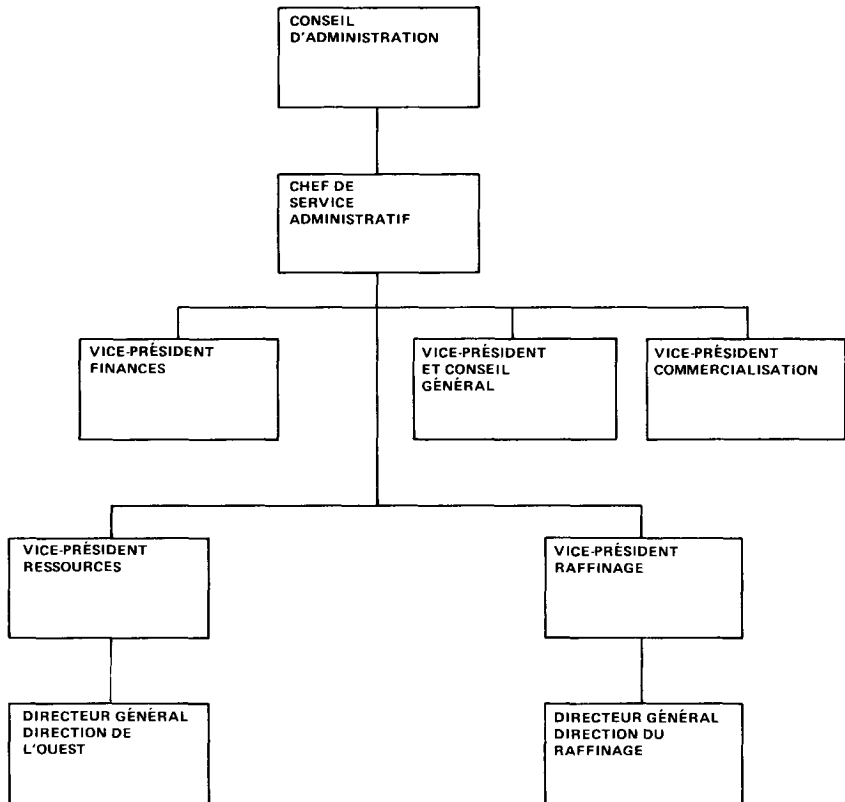 CONSEIL
D'ADMINISTRATION
CHEF DE
SERVICE
ADMINISTRATIF
VICE-PRÉSIDENT
FINANCES
VICE-PRÉSIDENT
ET CONSEIL
GÉNÉRAL
VICE-PRÉSIDENT
COMMERCIALISATION
VICE-PRÉSIDENT
RESSOURCES
VICE-PRÉSIDENT
RAFFINAGE
DIRECTEUR GÉNÉRAL
DIRECTION DE
L'OUEST
DIRECTEUR GÉNÉRAL
DIRECTION DU
RAFFINAGE